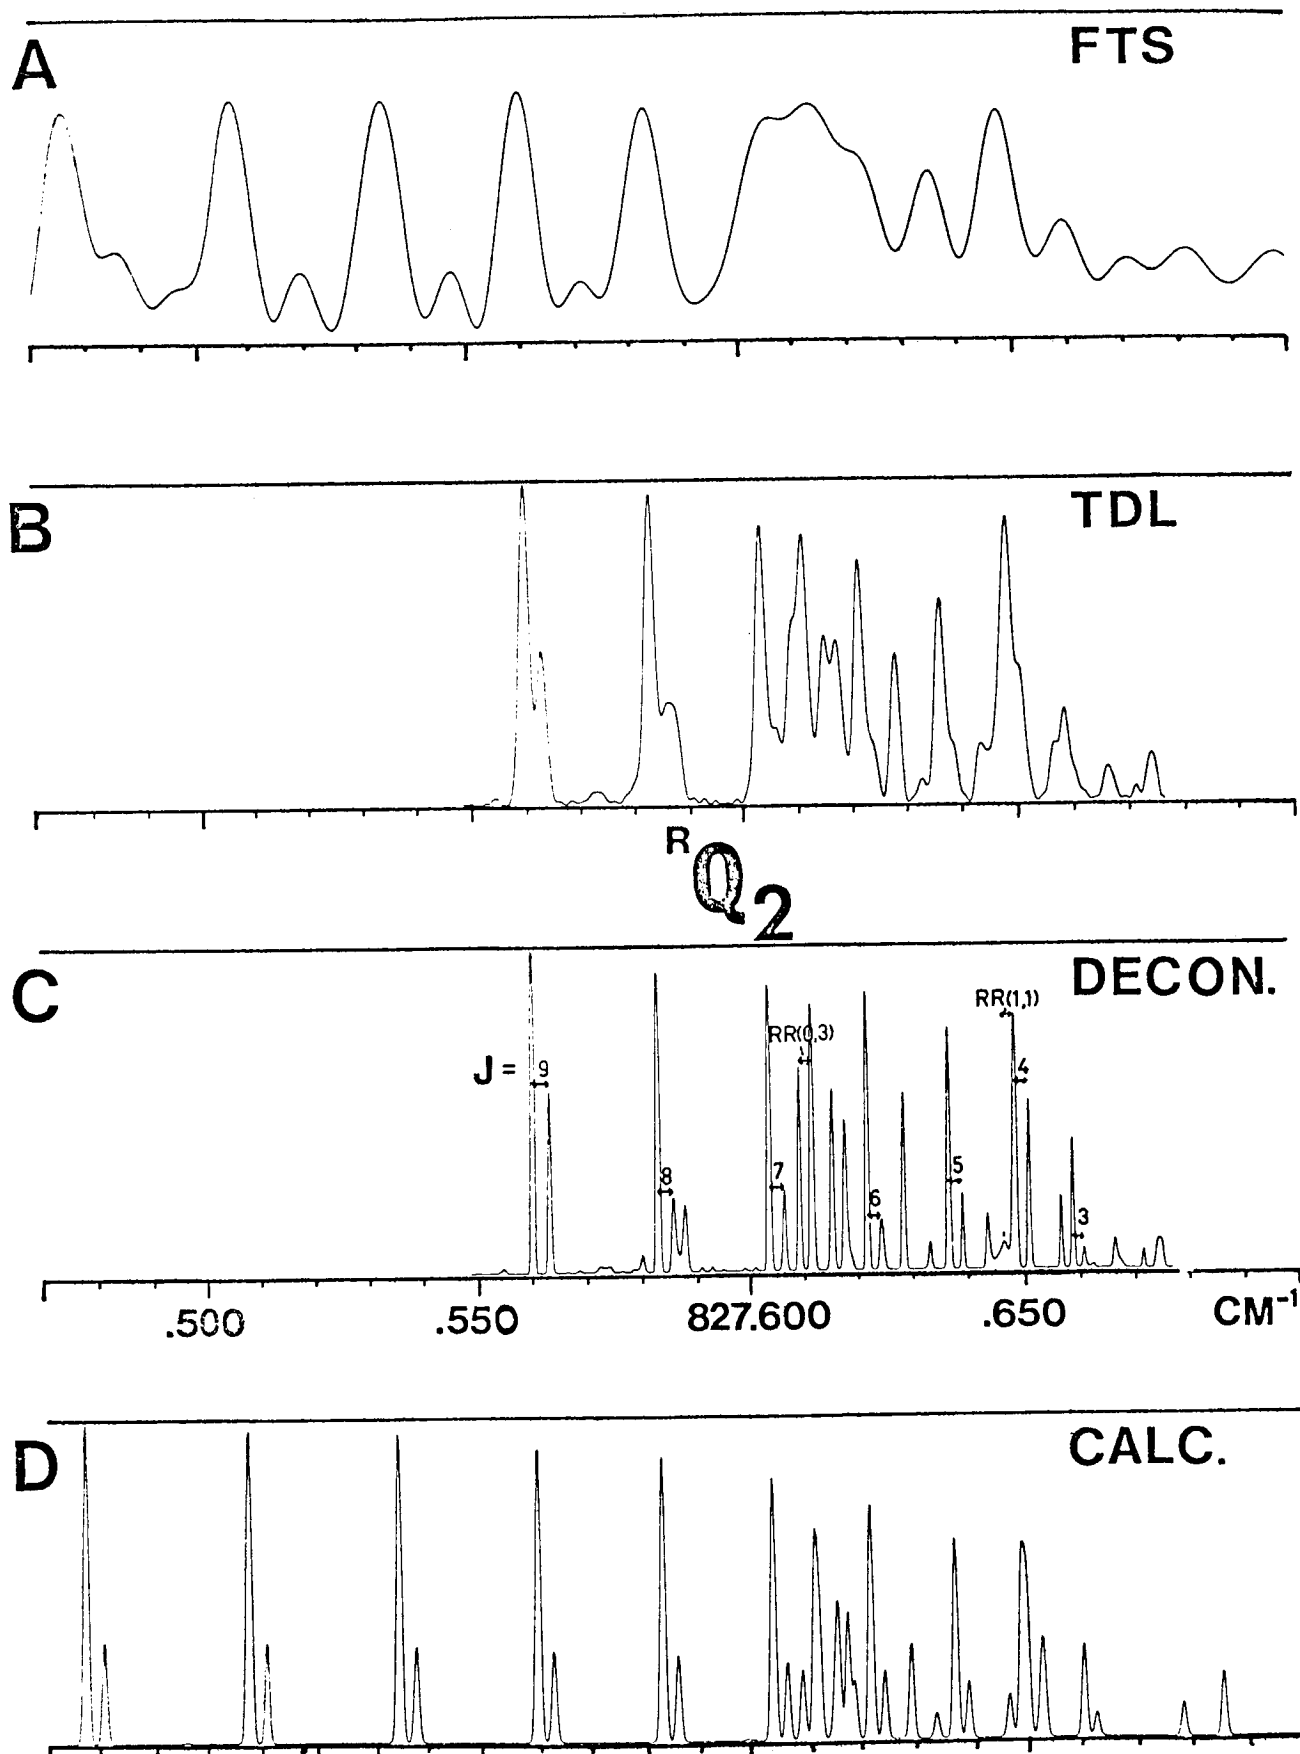 A
FTS
B
TDL
R
Q
2
C
DECON.
RR(1,1)
RR(0,3)
J = 9
4
8
7
5
6
3
.500 .550 827.600 .650 CM-1
D
CALC.